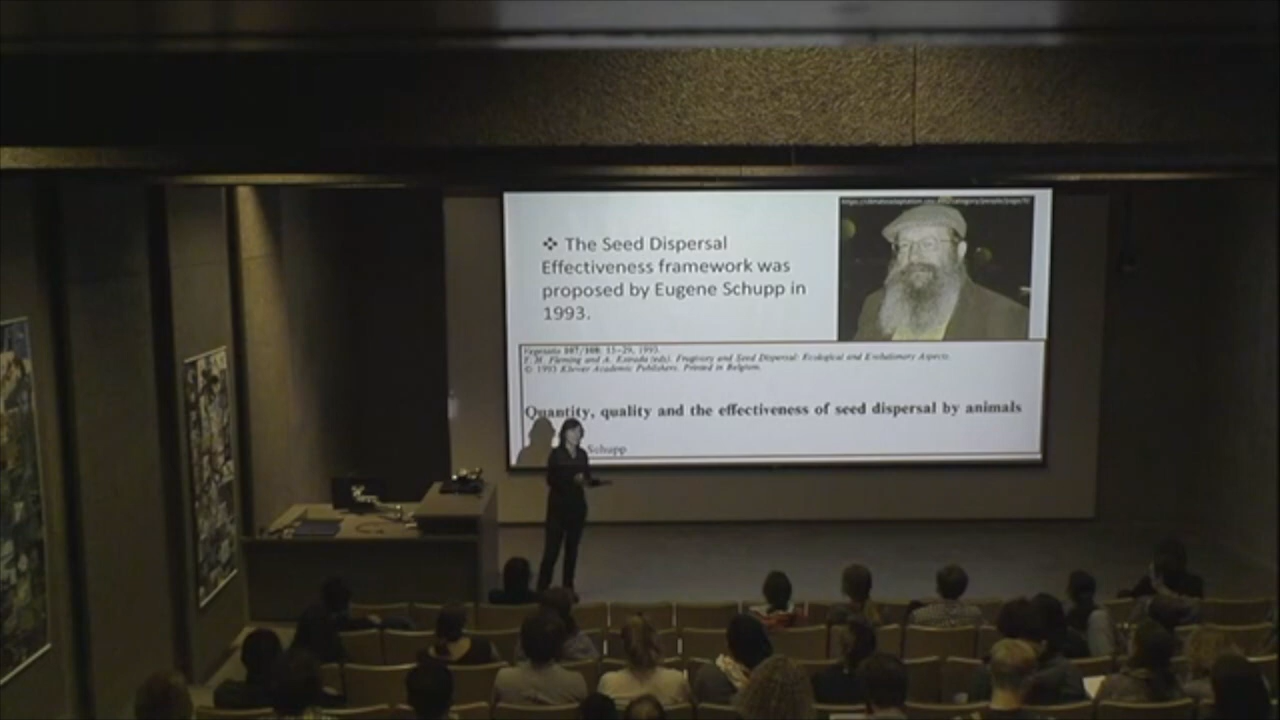 ❖ The Seed Dispersal
Effectiveness framework was
proposed by Eugene Schupp in
1993.
Vegetatio 107/108: 15-29, 1993.
T. H. Fleming and A. Estrada (eds). Frugivory and Seed Dispersal: Ecological and Evolutionary Aspects.
© 1993 Kluwer Academic Publishers. Printed in Belgium.
Quantity, quality and the effectiveness of seed dispersal by animals
Schupp